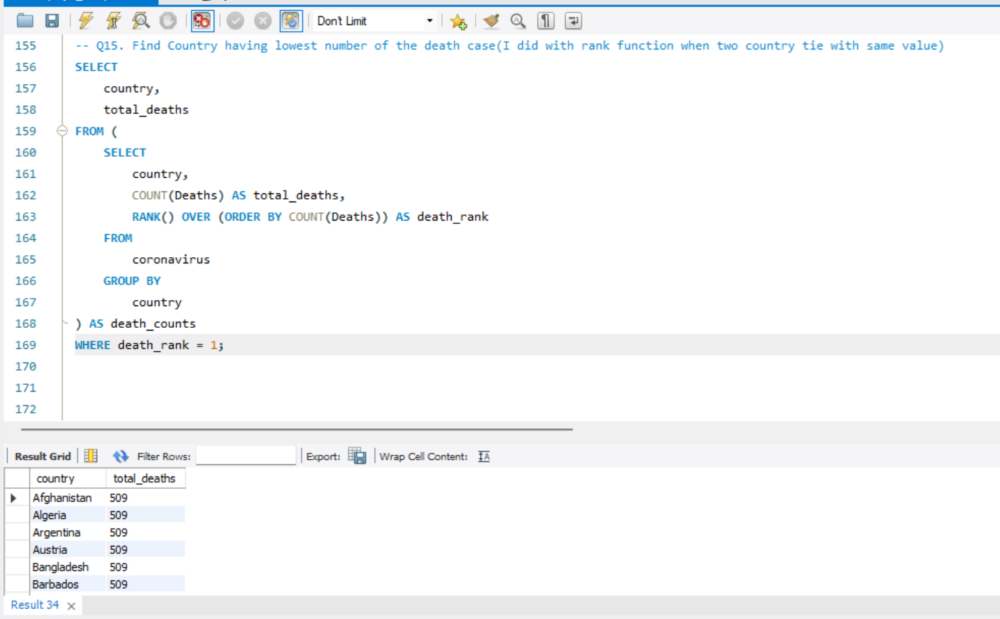 Don't Limit
155 -- Q15. Find Country having lowest number of the death case(I did with rank function when two country tie with same value)
156 SELECT
157 country,
158 total_deaths
159 FROM (
160 SELECT
161 country,
162 COUNT(Deaths) AS total_deaths,
163 RANK() OVER (ORDER BY COUNT(Deaths)) AS death_rank
164 FROM
165 coronavirus
166 GROUP BY
167 country
168 ) AS death_counts
169 WHERE death_rank = 1;
170
171
172
Result Grid Filter Rows: Export: Wrap Cell Content:
country total_deaths
Afghanistan 509
Algeria 509
Argentina 509
Austria 509
Bangladesh 509
Barbados 509
Result 34